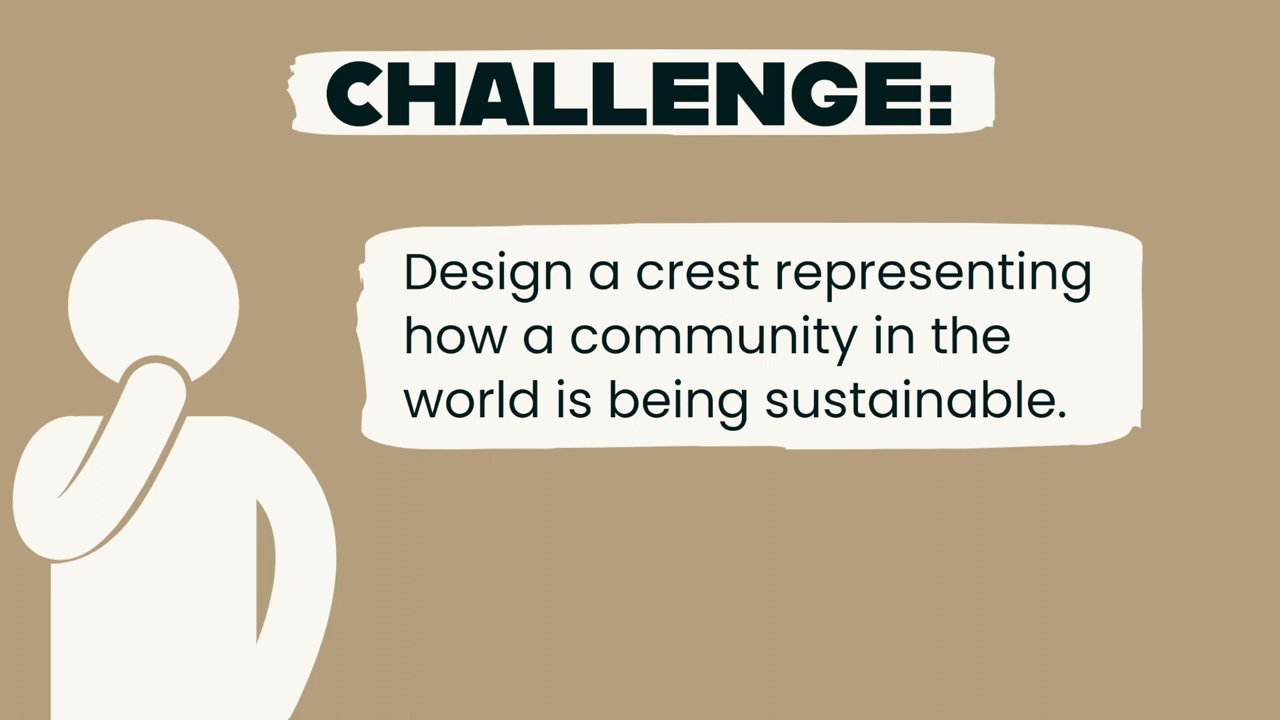 CHALLENGE:
Design a crest representing
how a community in the
world is being sustainable.